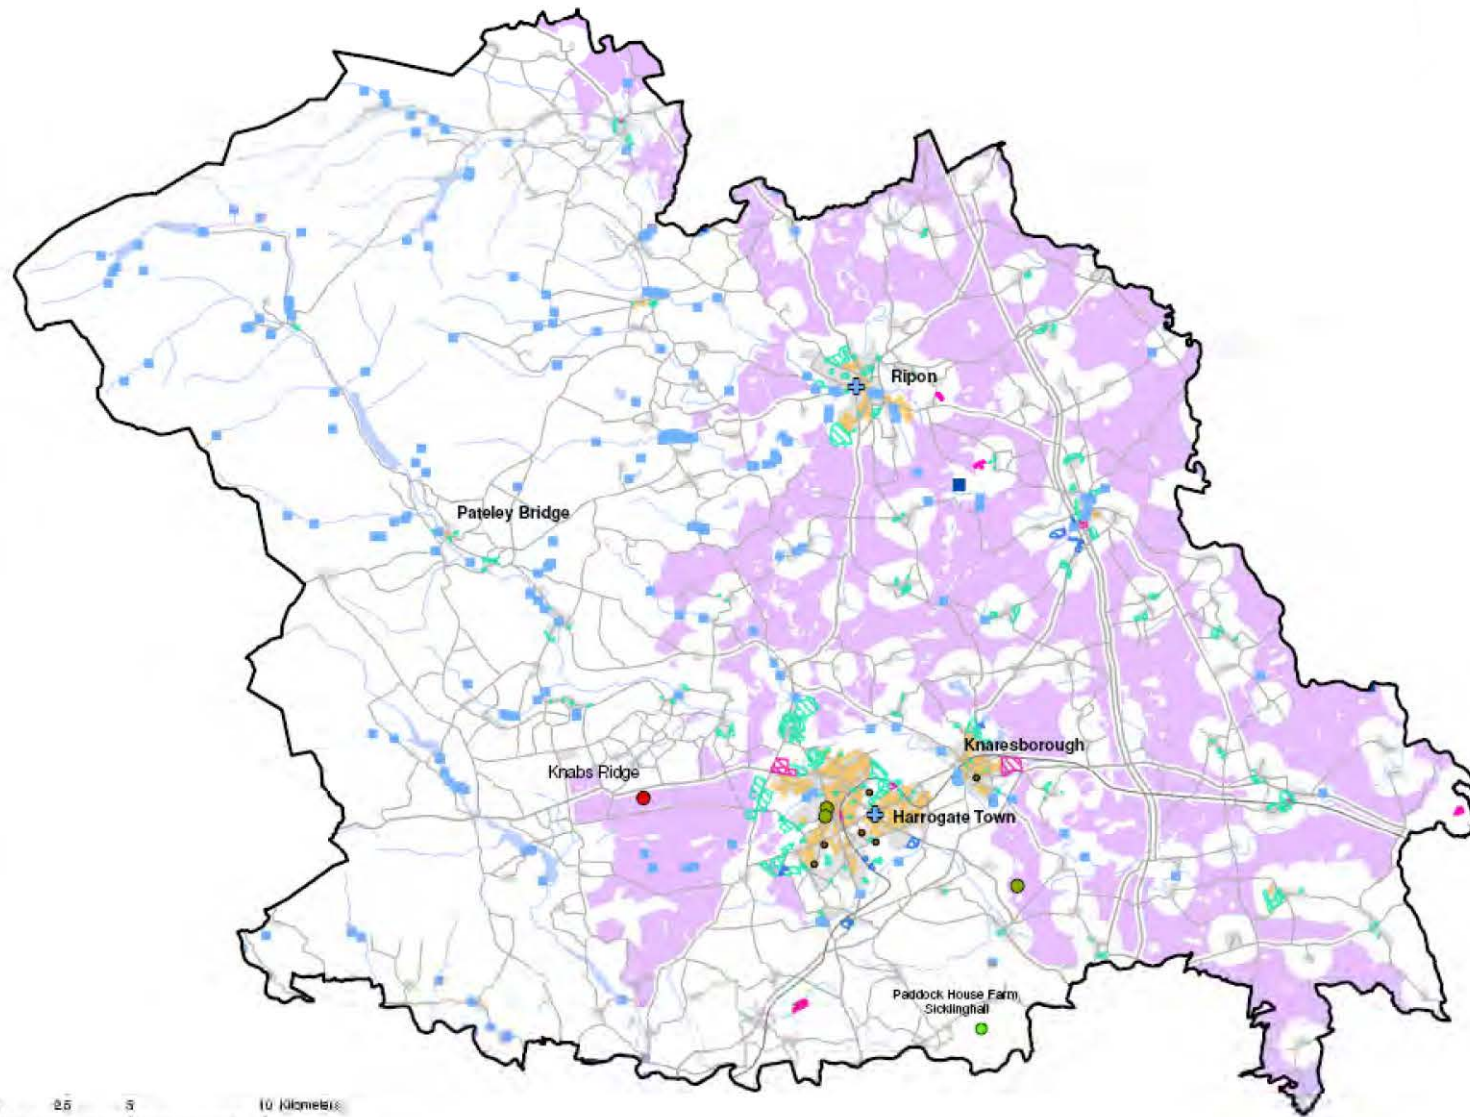 Ripon
Pateley Bridge
Knaresborough
Knabs Ridge
Harrogate Town
Paddock House Farm
Sicklinghall
2.5 5 10 Kilometers